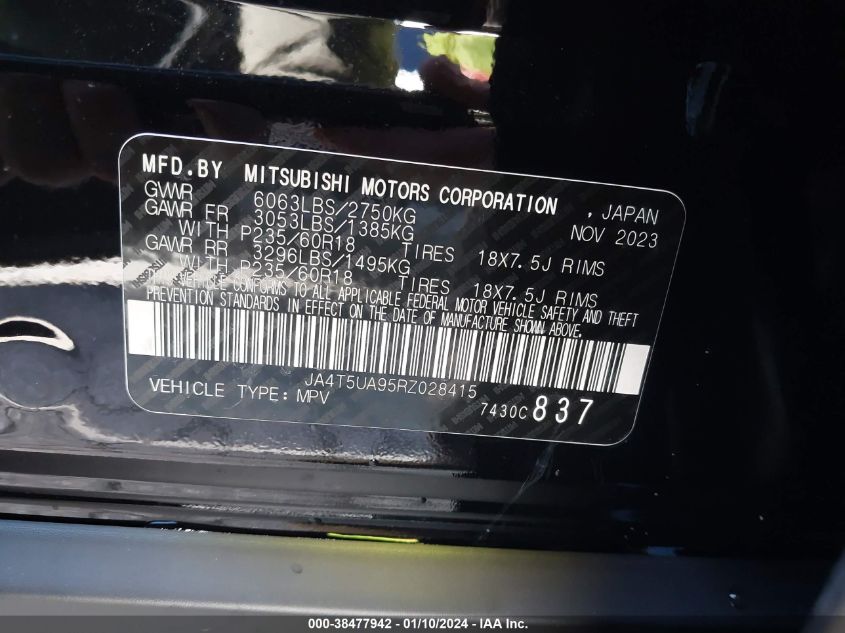 MFD.BY MITSUBISHI MOTORS CORPORATION , JAPAN
GVWR 6063LBS/2750KG NOV 2023
GAWR FR 3053LBS/1385KG
WITH P235/60R18 TIRES 18X7.5J RIMS
GAWR RR 3296LBS/1495KG
WITH P235/60R18 TIRES 18X7.5J RIMS
THIS VEHICLE CONFORMS TO ALL APPLICABLE FEDERAL MOTOR VEHICLE SAFETY AND THEFT
PREVENTION STANDARDS IN EFFECT ON THE DATE OF MANUFACTURE SHOWN ABOVE.
JA4T5UA95RZ028415
VEHICLE TYPE: MPV 7430C 837
000-38477942 - 01/10/2024 - IAA Inc.